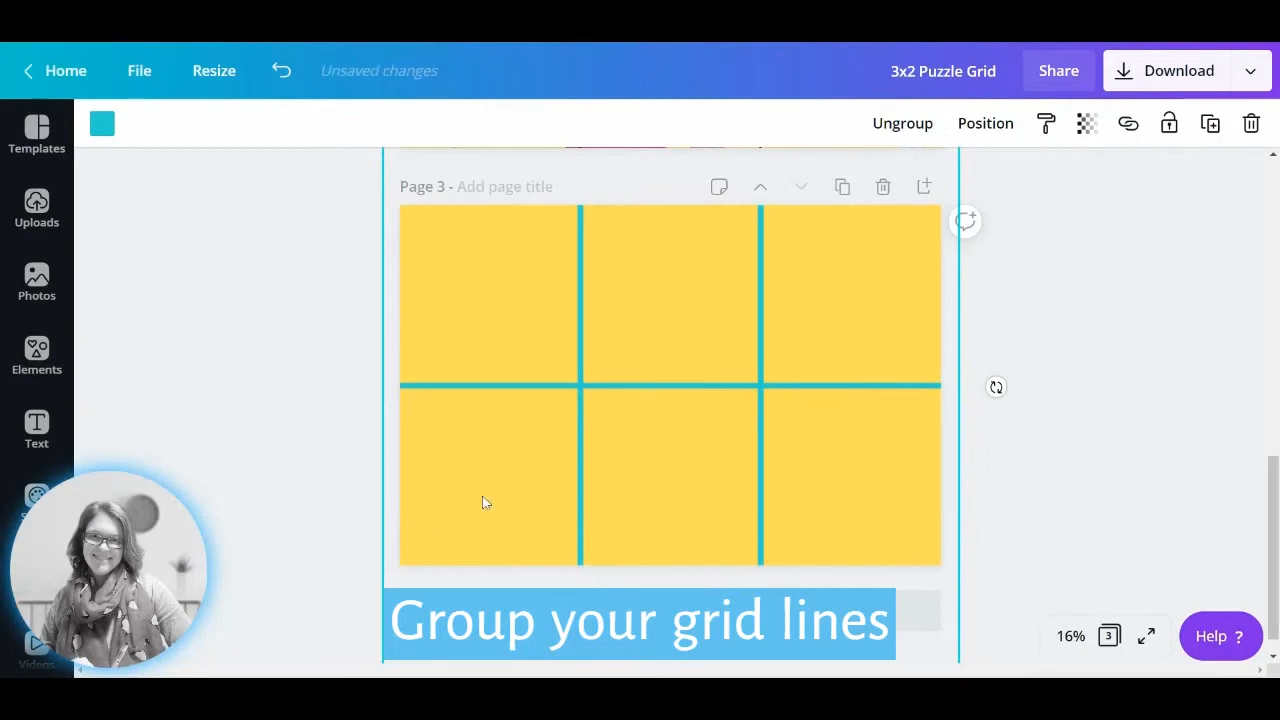 Home
File
Resize
Unsaved changes
3x2 Puzzle Grid
Share
Download
Ungroup
Position
Templates
Uploads
Photos
Elements
Text
Videos
Page 3 - Add page title
Group your grid lines
16%
3
Help ?